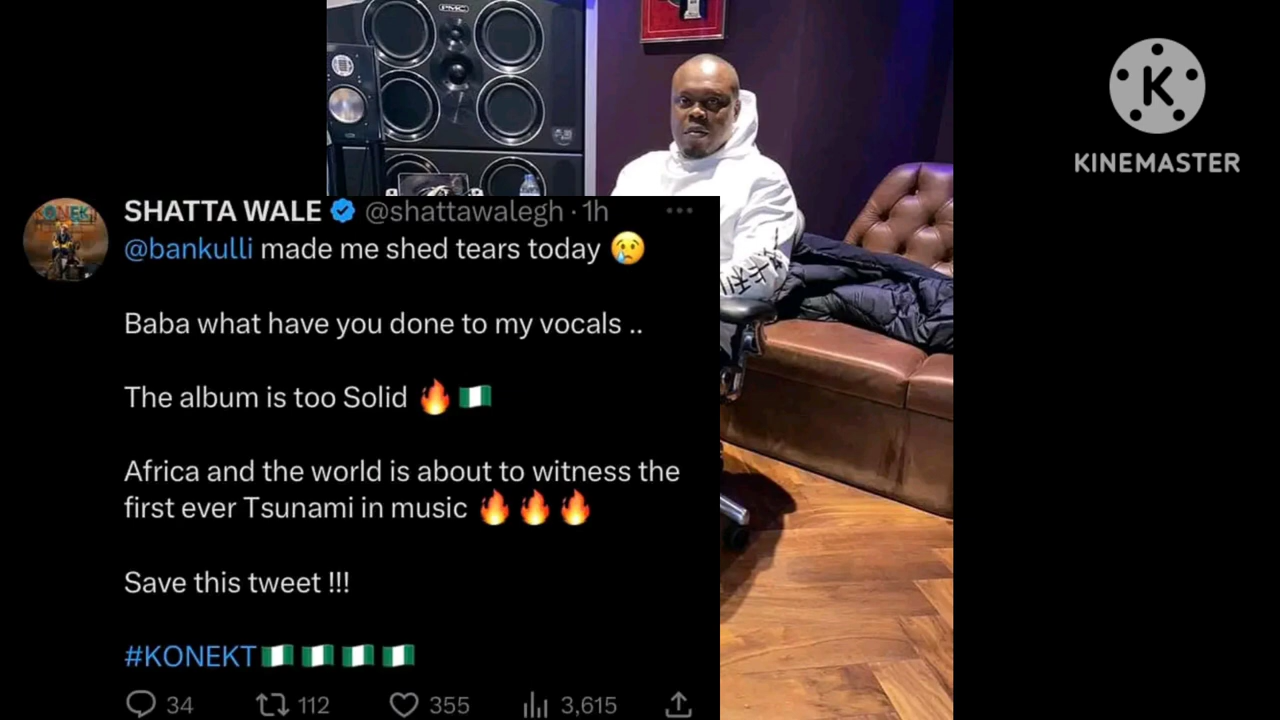 PMC
KONEKT
SHATTA WALE @shattawalegh · 1h
@bankulli made me shed tears today 😢
Baba what have you done to my vocals ..
The album is too Solid 🔥🇳🇬
Africa and the world is about to witness the
first ever Tsunami in music 🔥🔥🔥
Save this tweet !!!
#KONEKT🇳🇬🇳🇬🇳🇬🇳🇬
34 112 355 3,615
K
KINEMASTER